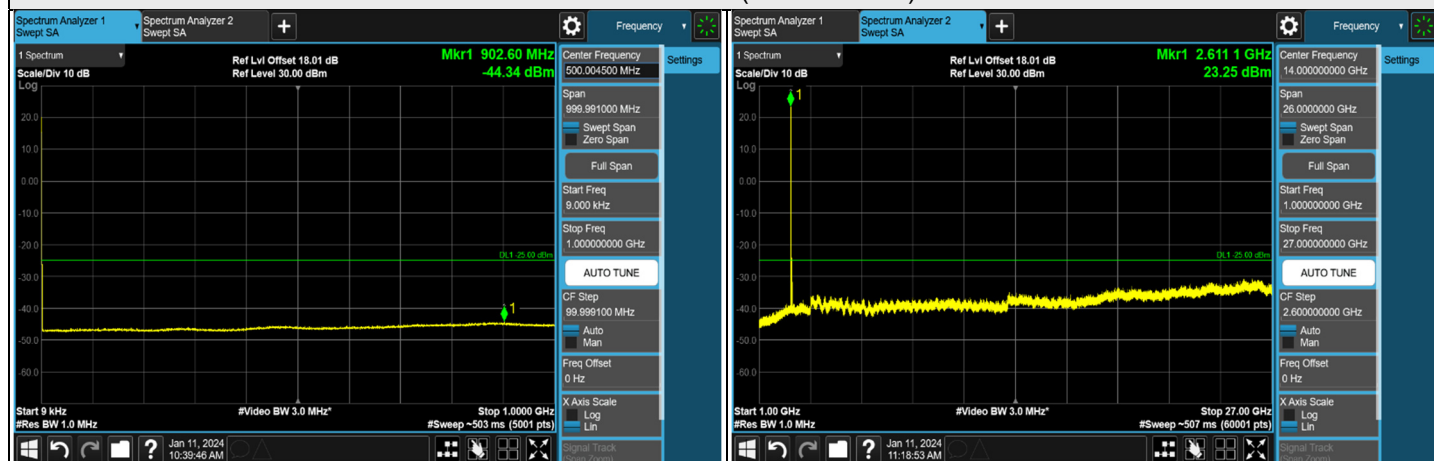 Spectrum Analyzer 1
Swept SA
Spectrum Analyzer 2
Swept SA
+
Frequency
1 Spectrum
Scale/Div 10 dB
Log
Ref Lvl Offset 18.01 dB
Ref Level 30.00 dBm
Mkr1 902.60 MHz
-44.34 dBm
1
20.0
10.0
0.00
-10.0
-20.0
-30.0
-40.0
-50.0
-60.0
DL1 -25.00 dBm
Start 9 kHz
#Res BW 1.0 MHz
#Video BW 3.0 MHz*
Stop 1.0000 GHz
#Sweep ~503 ms (5001 pts)
Center Frequency
500.004500 MHz
Settings
Span
999.991000 MHz
Swept Span
Zero Span
Full Span
Start Freq
9.000 kHz
Stop Freq
1.000000000 GHz
AUTO TUNE
CF Step
99.999100 MHz
Auto
Man
Freq Offset
0 Hz
X Axis Scale
Log
Lin
Signal Track
(Span Zoom)
?
Jan 11, 2024
10:39:46 AM
Spectrum Analyzer 1
Swept SA
Spectrum Analyzer 2
Swept SA
+
Frequency
1 Spectrum
Scale/Div 10 dB
Log
Ref Lvl Offset 18.01 dB
Ref Level 30.00 dBm
Mkr1 2.611 1 GHz
23.25 dBm
1
20.0
10.0
0.00
-10.0
-20.0
-30.0
-40.0
-50.0
-60.0
DL1 -25.00 dBm
Start 1.00 GHz
#Res BW 1.0 MHz
#Video BW 3.0 MHz*
Stop 27.00 GHz
#Sweep ~507 ms (60001 pts)
Center Frequency
14.000000000 GHz
Settings
Span
26.0000000 GHz
Swept Span
Zero Span
Full Span
Start Freq
1.000000000 GHz
Stop Freq
27.000000000 GHz
AUTO TUNE
CF Step
2.600000000 GHz
Auto
Man
Freq Offset
0 Hz
X Axis Scale
Log
Lin
Signal Track
(Span Zoom)
?
Jan 11, 2024
11:18:53 AM